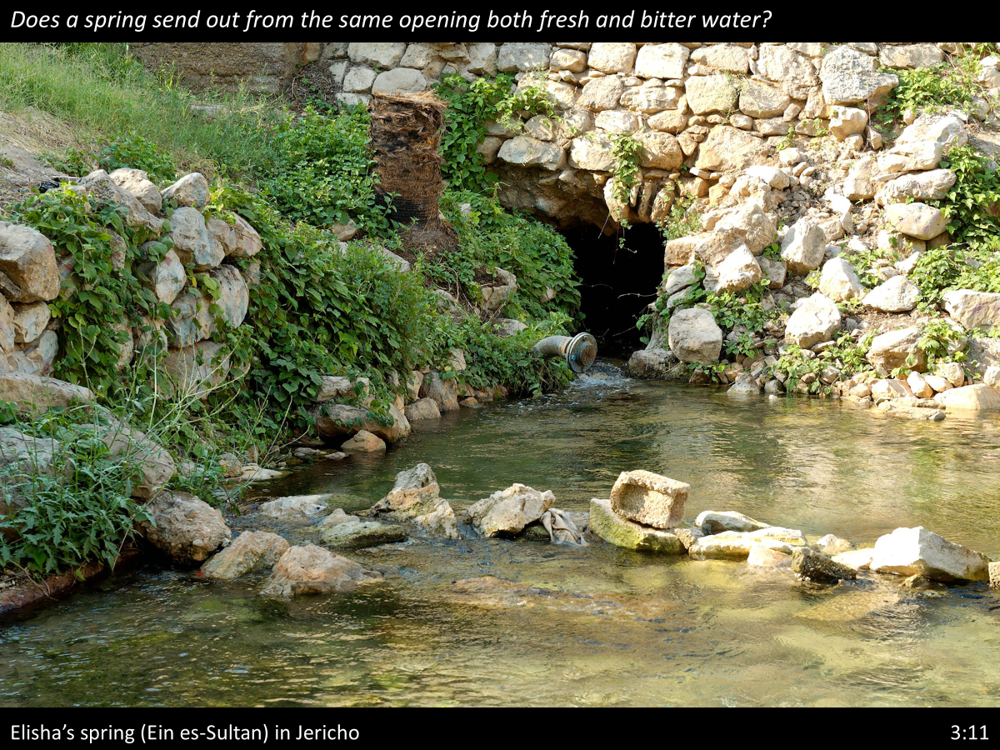 Does a spring send out from the same opening both fresh and bitter water?
Elisha’s spring (Ein es-Sultan) in Jericho
3:11